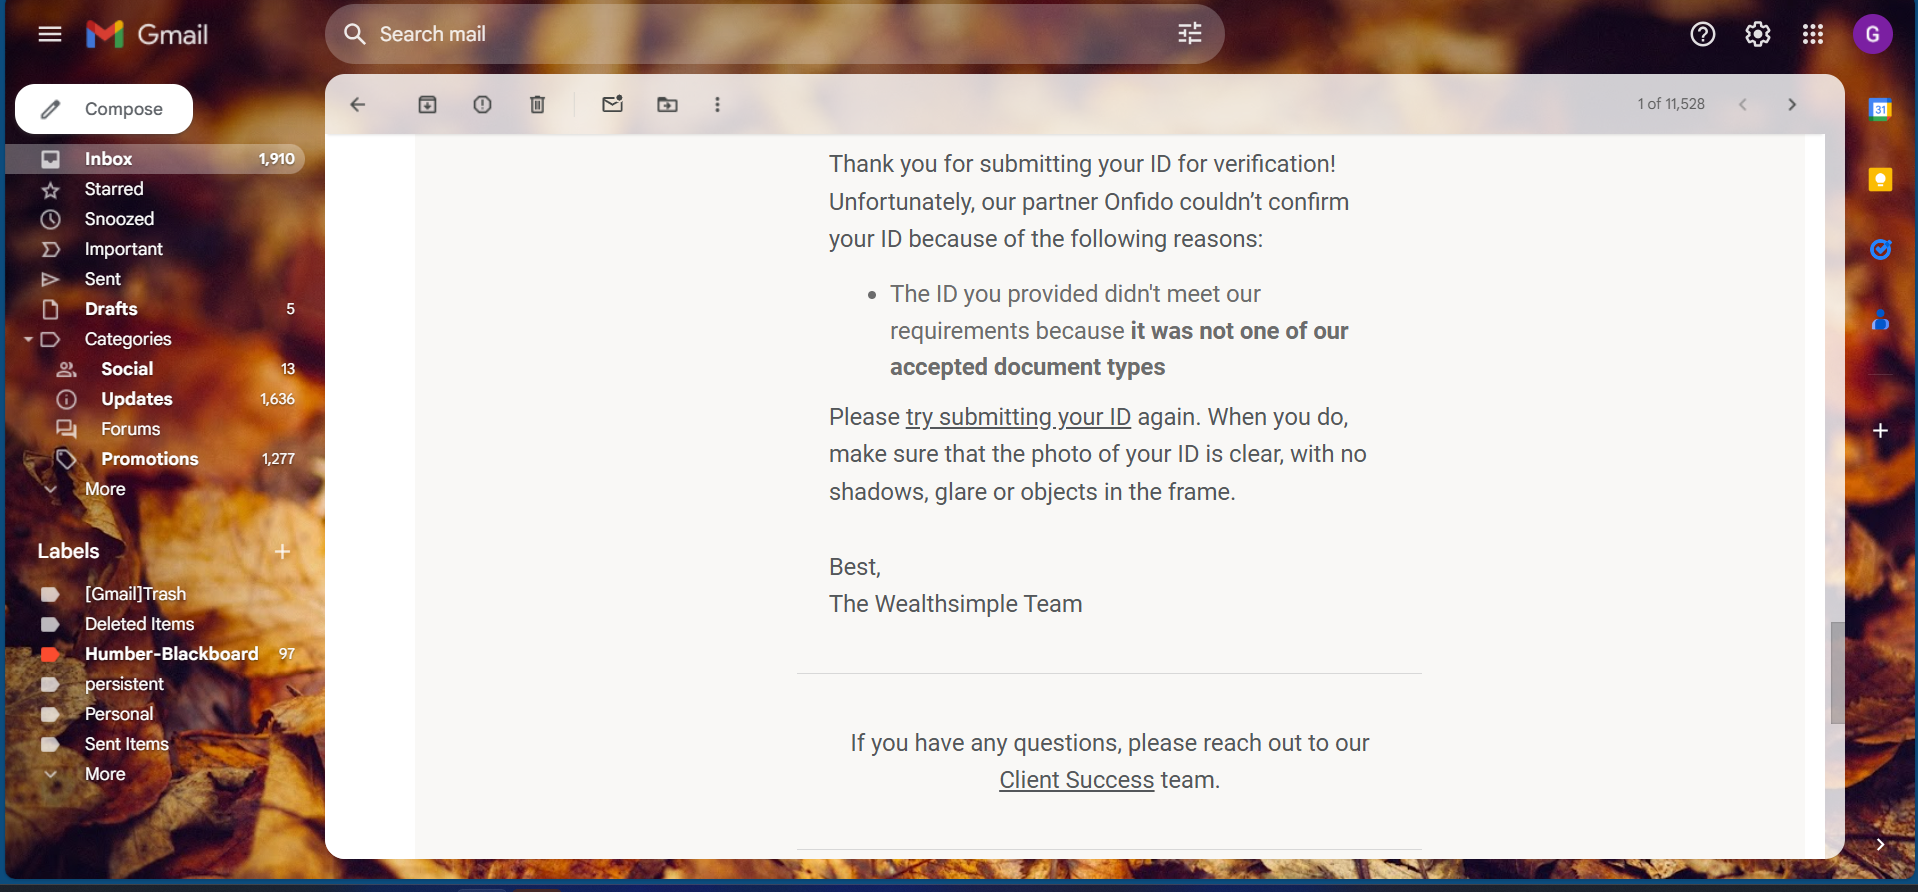 Gmail
Search mail
G
Compose
1 of 11,528
31
Inbox 1,910
Starred
Snoozed
Important
Sent
Drafts 5
Categories
Social 13
Updates 1,636
Forums
Promotions 1,277
More
Labels
[Gmail]Trash
Deleted Items
Humber-Blackboard 97
persistent
Personal
Sent Items
More
Thank you for submitting your ID for verification!
Unfortunately, our partner Onfido couldn’t confirm
your ID because of the following reasons:
• The ID you provided didn't meet our
requirements because it was not one of our
accepted document types
Please try submitting your ID again. When you do,
make sure that the photo of your ID is clear, with no
shadows, glare or objects in the frame.
Best,
The Wealthsimple Team
If you have any questions, please reach out to our
Client Success team.